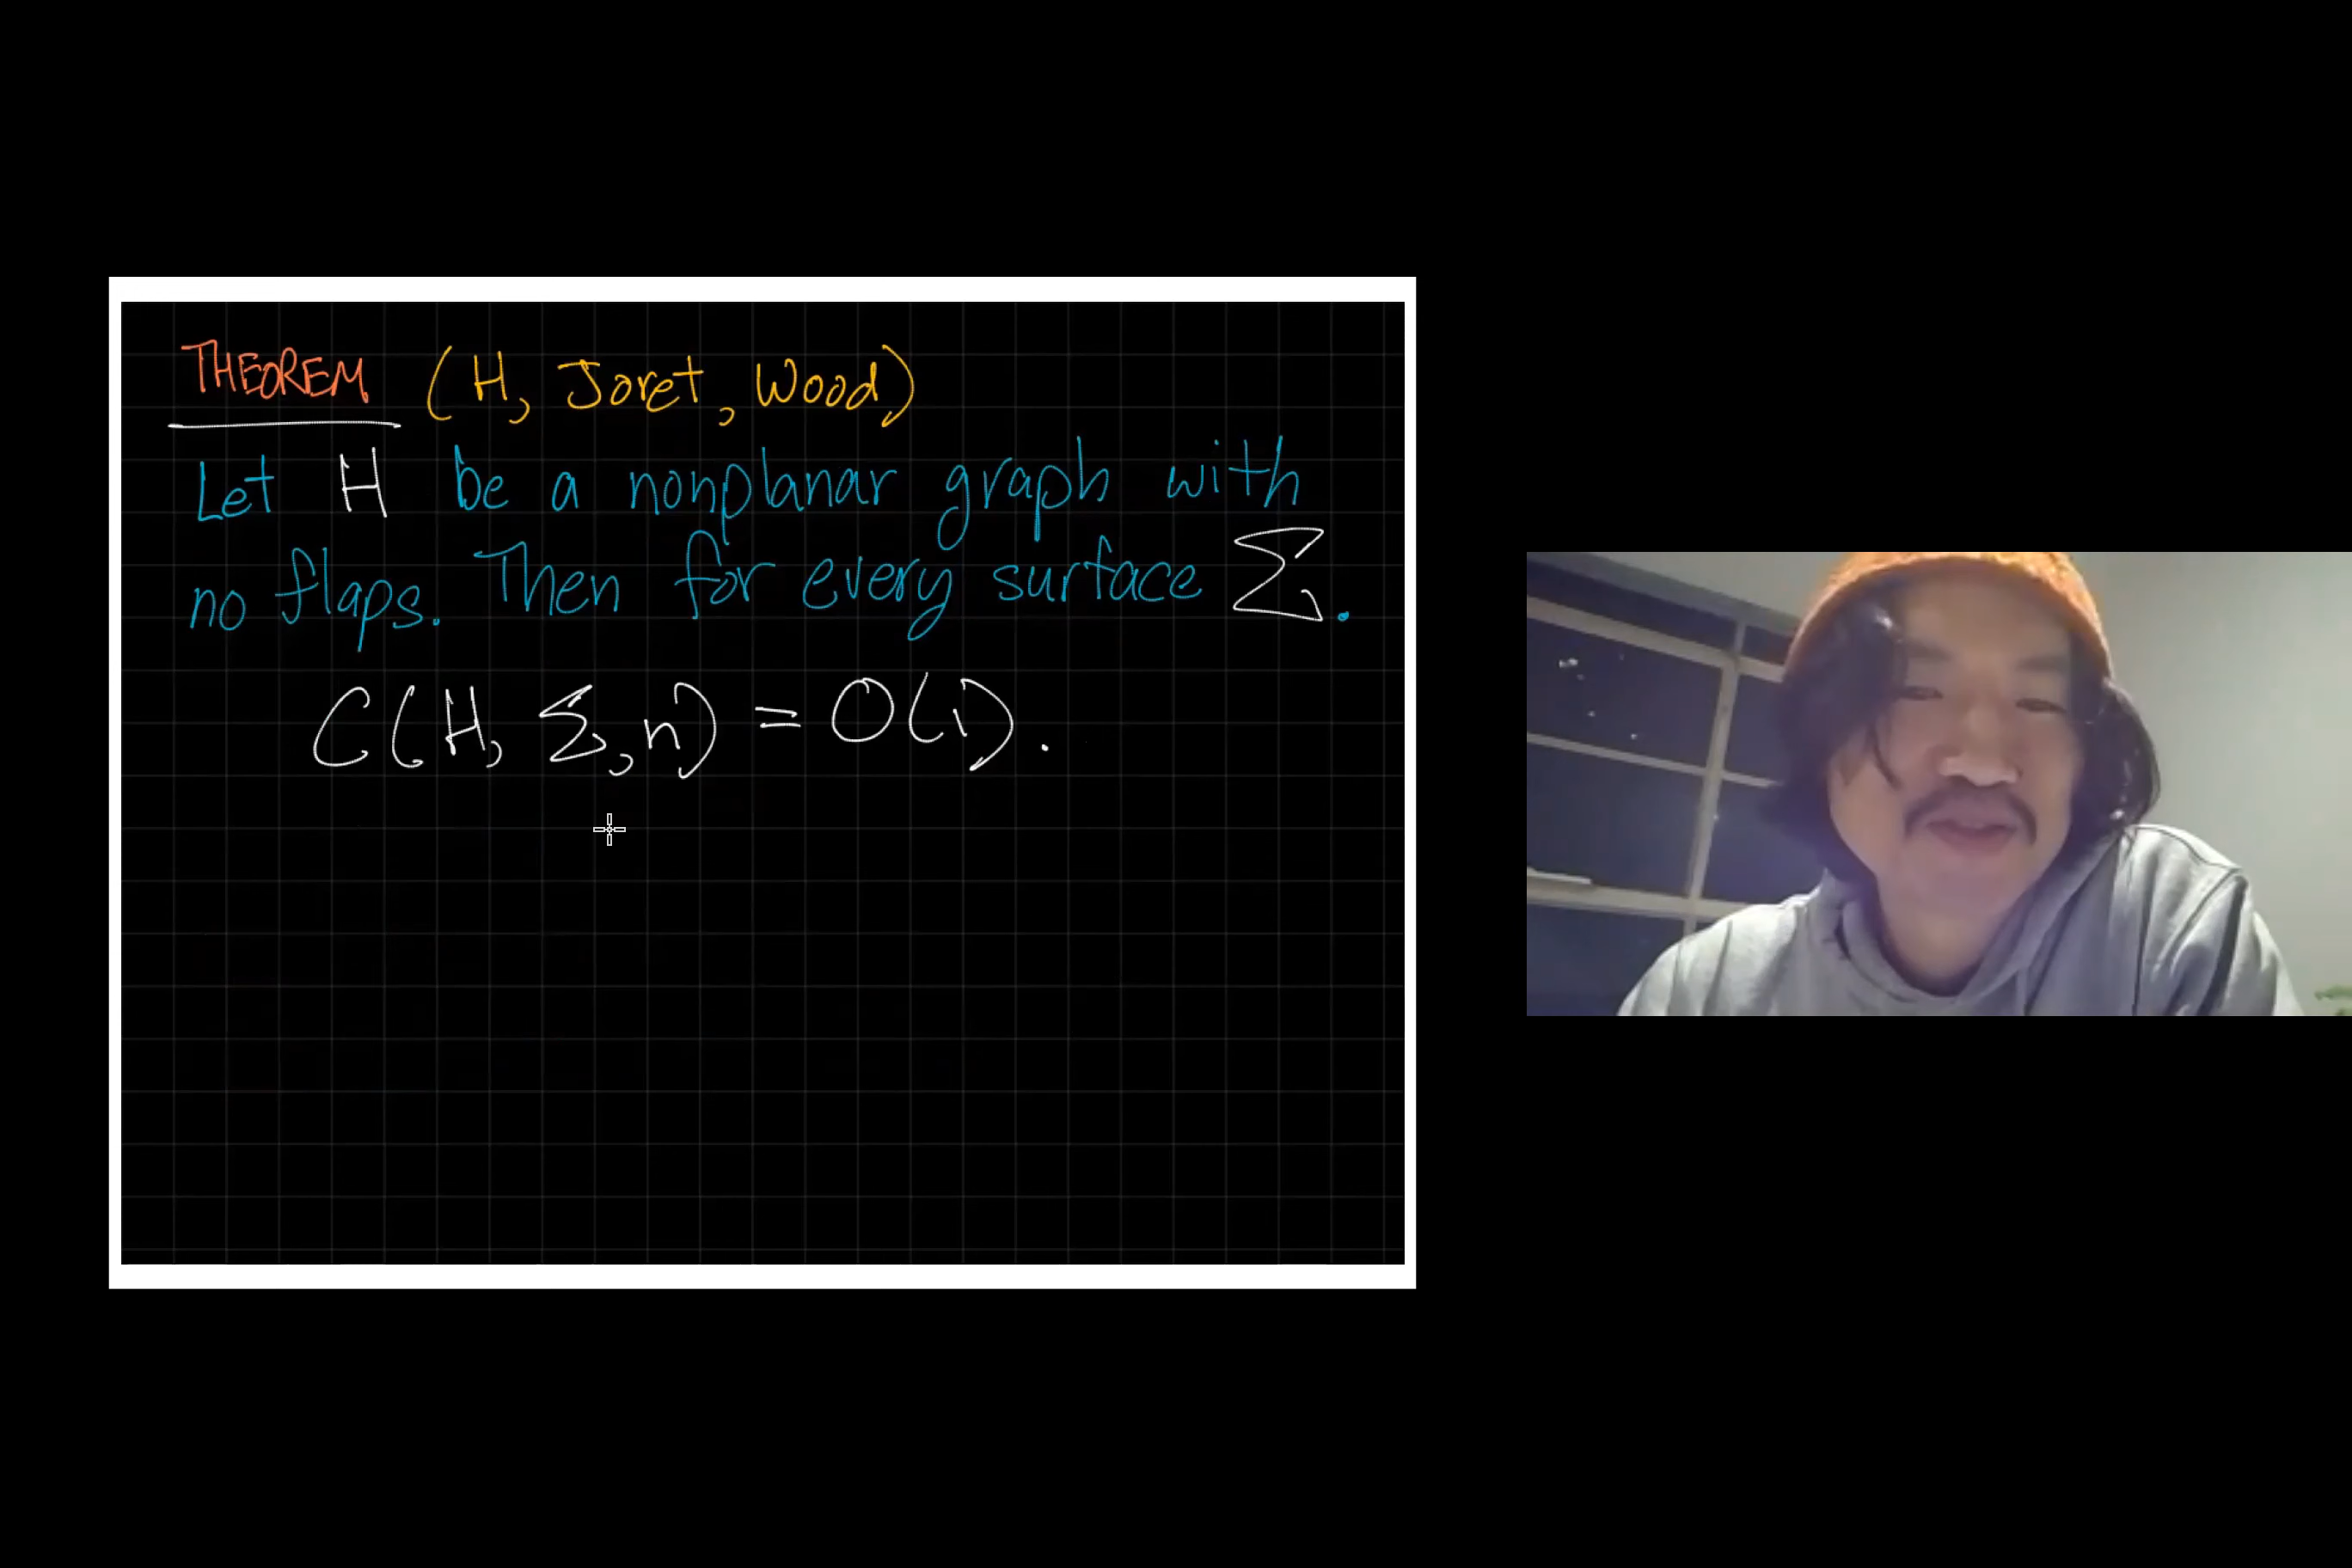 THEOREM (H, Joret, Wood)
Let H be a nonplanar graph with
no flaps. Then for every surface Σ.
C(H, Σ, n) = O(1).